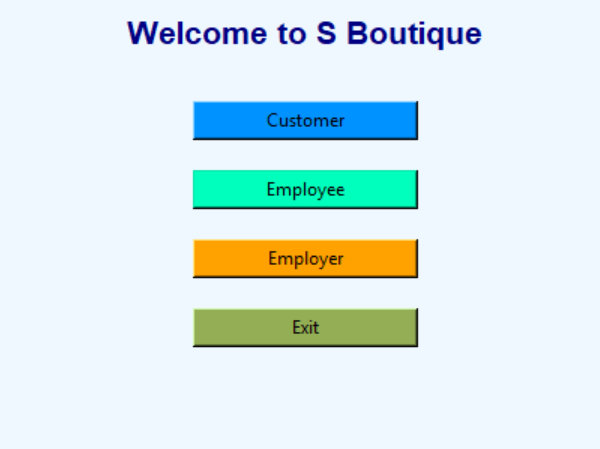 Welcome to S Boutique
Customer
Employee
Employer
Exit